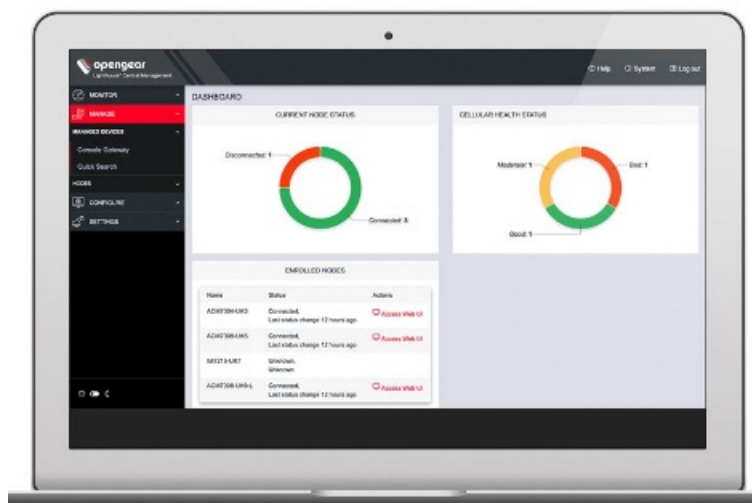 opengear
Lighthouse Central Management
Help
System
Log out
MONITOR
DASHBOARD
MANAGE
CURRENT NODE STATUS
CELLULAR HEALTH STATUS
MANAGED DEVICES
Console Gateway
Disconnected: 1
Moderate: 1
Quick Search
NODES
CONFIGURE
Connected: 3
SETTINGS
Good: 1
ENROLLED NODES
Name Status Actions
Connected,
Access Web UI
Last status change 12 hours ago
Connected,
Access Web UI
Last status change 12 hours ago
Unknown,
Unknown
Connected,
Access Web UI
Last status change 12 hours ago